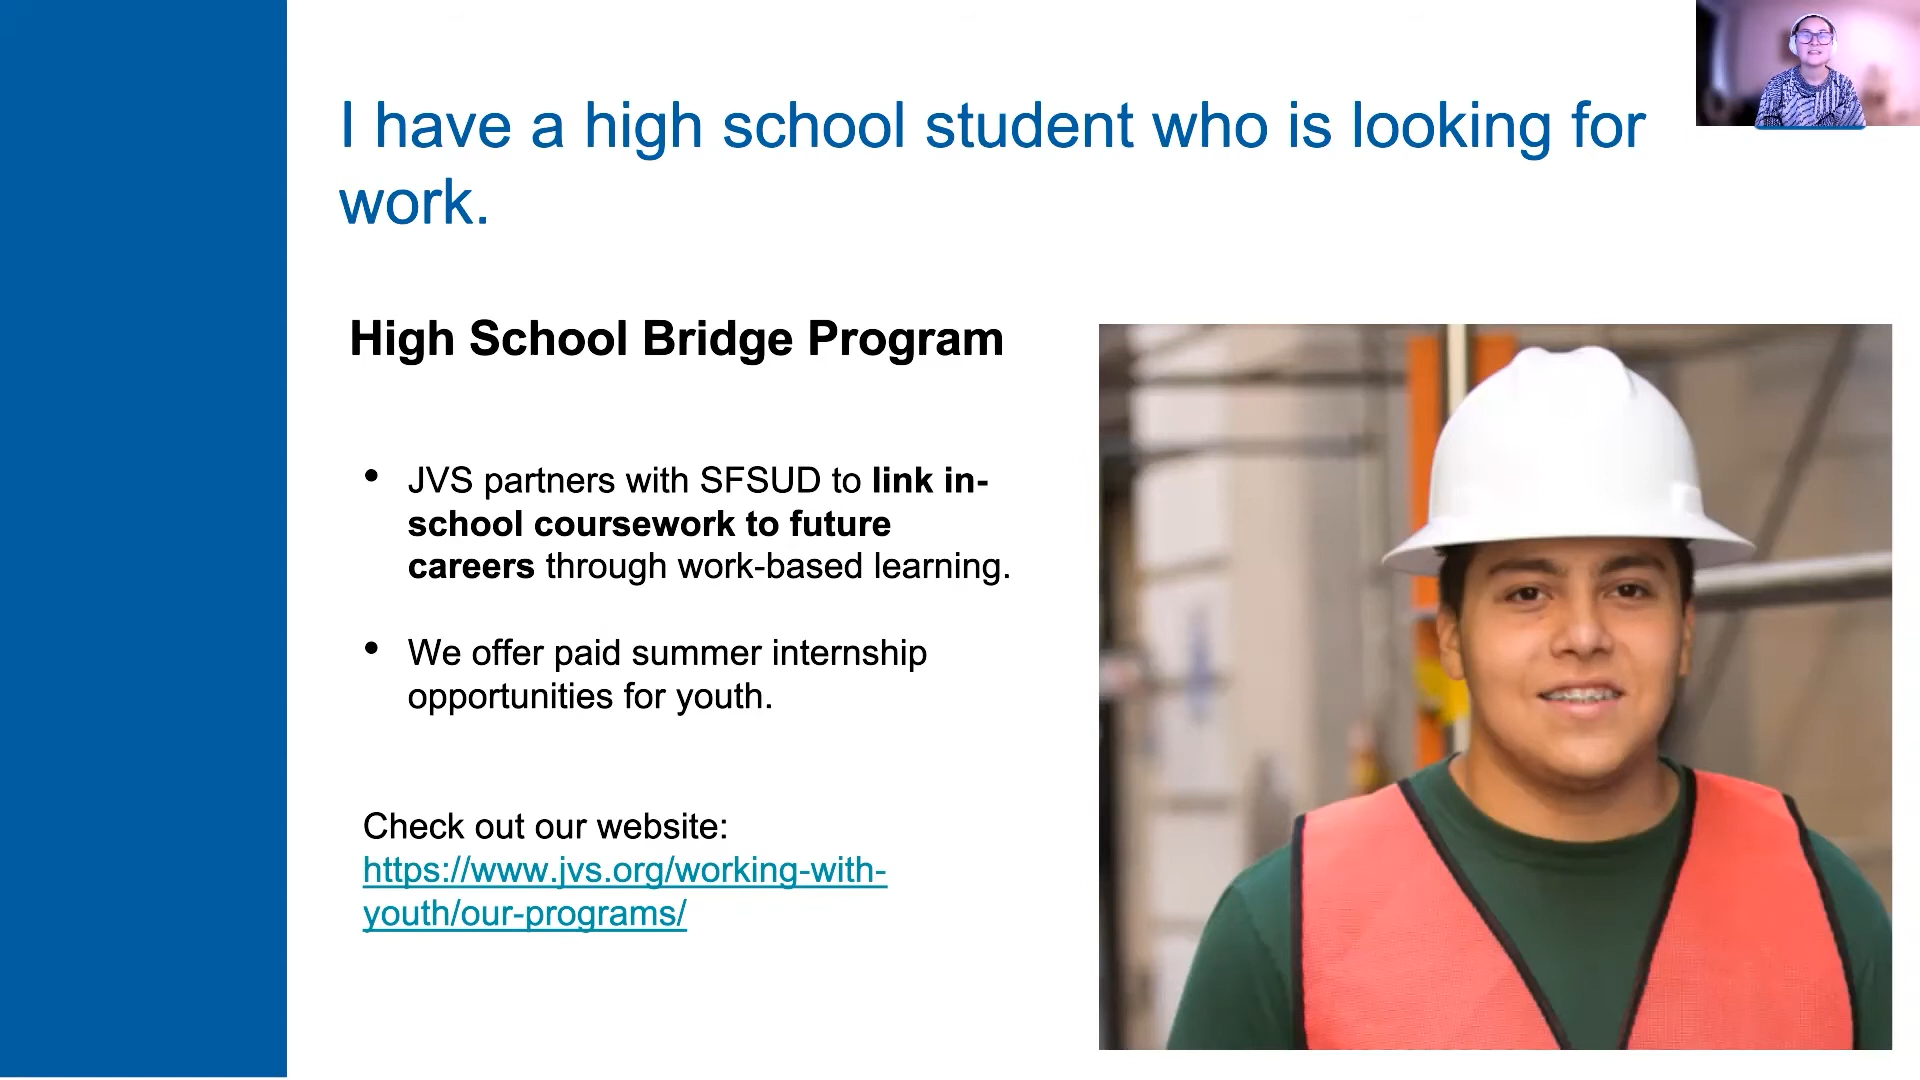 I have a high school student who is looking for
work.
High School Bridge Program
• JVS partners with SFSUD to link in-
school coursework to future
careers through work-based learning.
• We offer paid summer internship
opportunities for youth.
Check out our website:
https://www.jvs.org/working-with-
youth/our-programs/